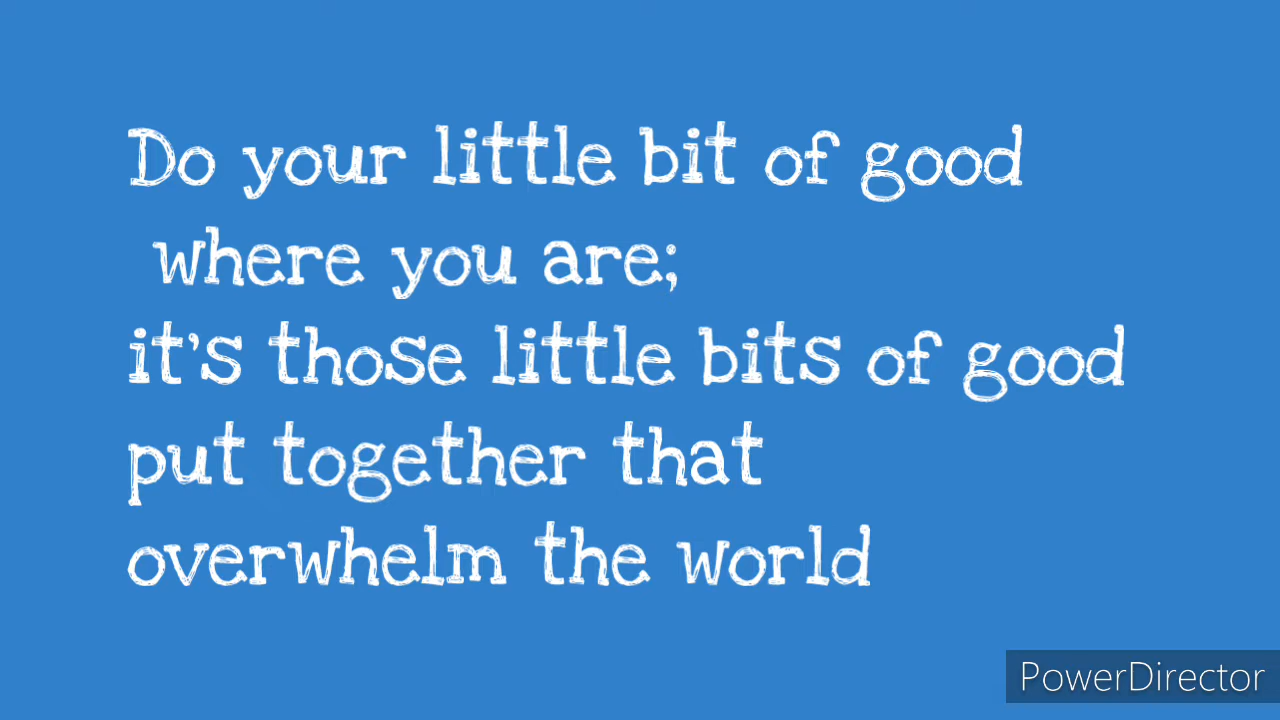 Do your little bit of good
where you are;
it's those little bits of good
put together that
overwhelm the world
PowerDirector